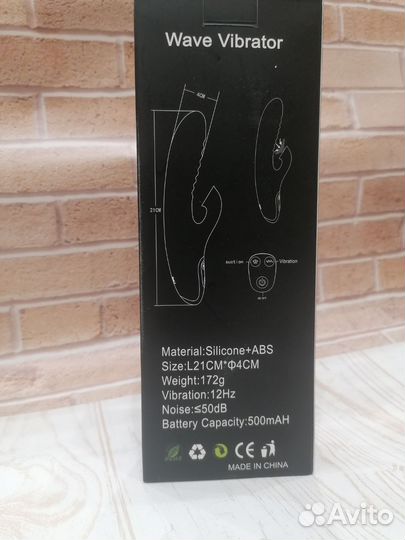 Wave Vibrator
4CM
21CM
suction
Vibration
Material:Silicone+ABS
Size:L21CM*Φ4CM
Weight:172g
Vibration:12Hz
Noise:≤50dB
Battery Capacity:500mAH
CE
MADE IN CHINA
Avito